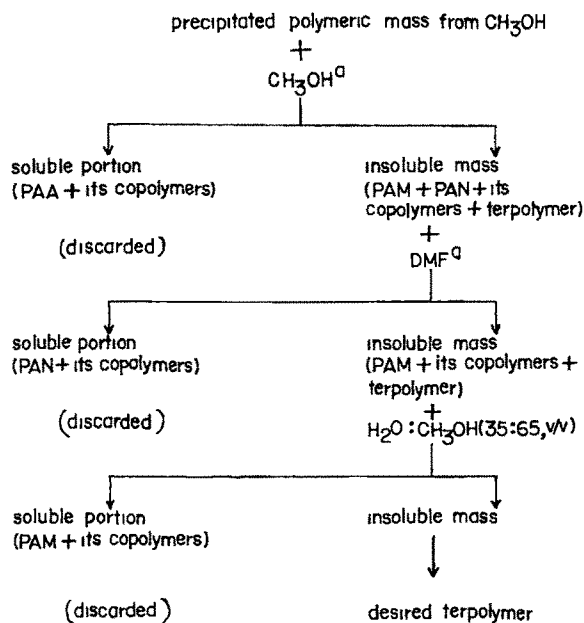 precipitated polymeric mass from CH3OH
+
CH3OHa
soluble portion
(PAA + its copolymers)
(discarded)
insoluble mass
(PAM + PAN + its
copolymers + terpolymer)
+
DMFa
soluble portion
(PAN + its copolymers)
(discarded)
insoluble mass
(PAM + its copolymers +
terpolymer)
+
H2O : CH3OH (35:65, v/v)
soluble portion
(PAM + its copolymers)
(discarded)
insoluble mass
desired terpolymer